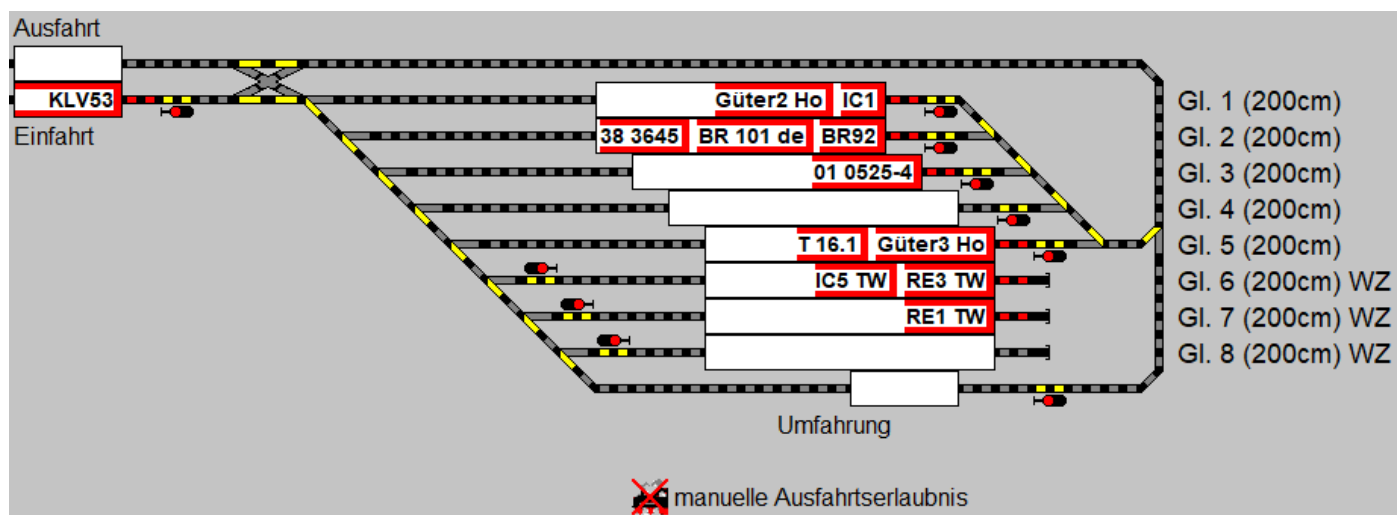 Ausfahrt
KLV53
Einfahrt
Güter2 Ho IC1 Gl. 1 (200cm)
38 3645 BR 101 de BR92 Gl. 2 (200cm)
01 0525-4 Gl. 3 (200cm)
Gl. 4 (200cm)
T 16.1 Güter3 Ho Gl. 5 (200cm)
IC5 TW RE3 TW Gl. 6 (200cm) WZ
RE1 TW Gl. 7 (200cm) WZ
Gl. 8 (200cm) WZ
Umfahrung
manuelle Ausfahrtserlaubnis